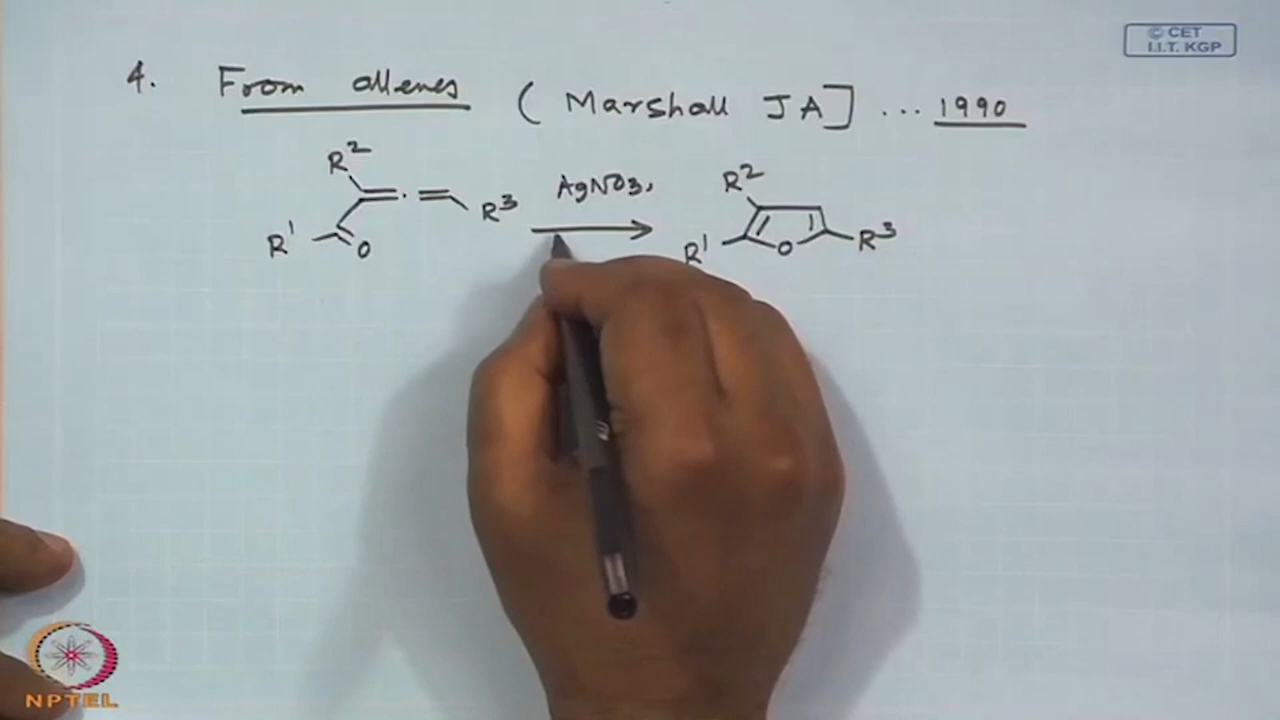 © CET
I.I.T. KGP
4. From allenes ( Marshall JA] ... 1990
R² R³ R¹ O
AgNO3,
R² R¹ O R³
NPTEL